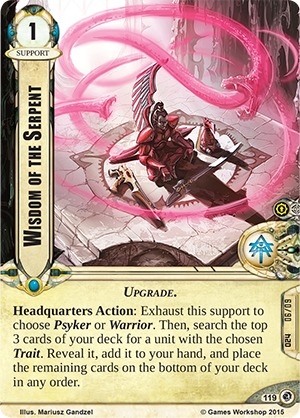 1
SUPPORT
WISDOM OF THE SERPENT
UPGRADE.
Headquarters Action: Exhaust this support to
choose Psyker or Warrior. Then, search the top
3 cards of your deck for a unit with the chosen
Trait. Reveal it, add it to your hand, and place
the remaining cards on the bottom of your deck
in any order.
024 06/09
119
Illus. Mariusz Gandzel
© Games Workshop 2015